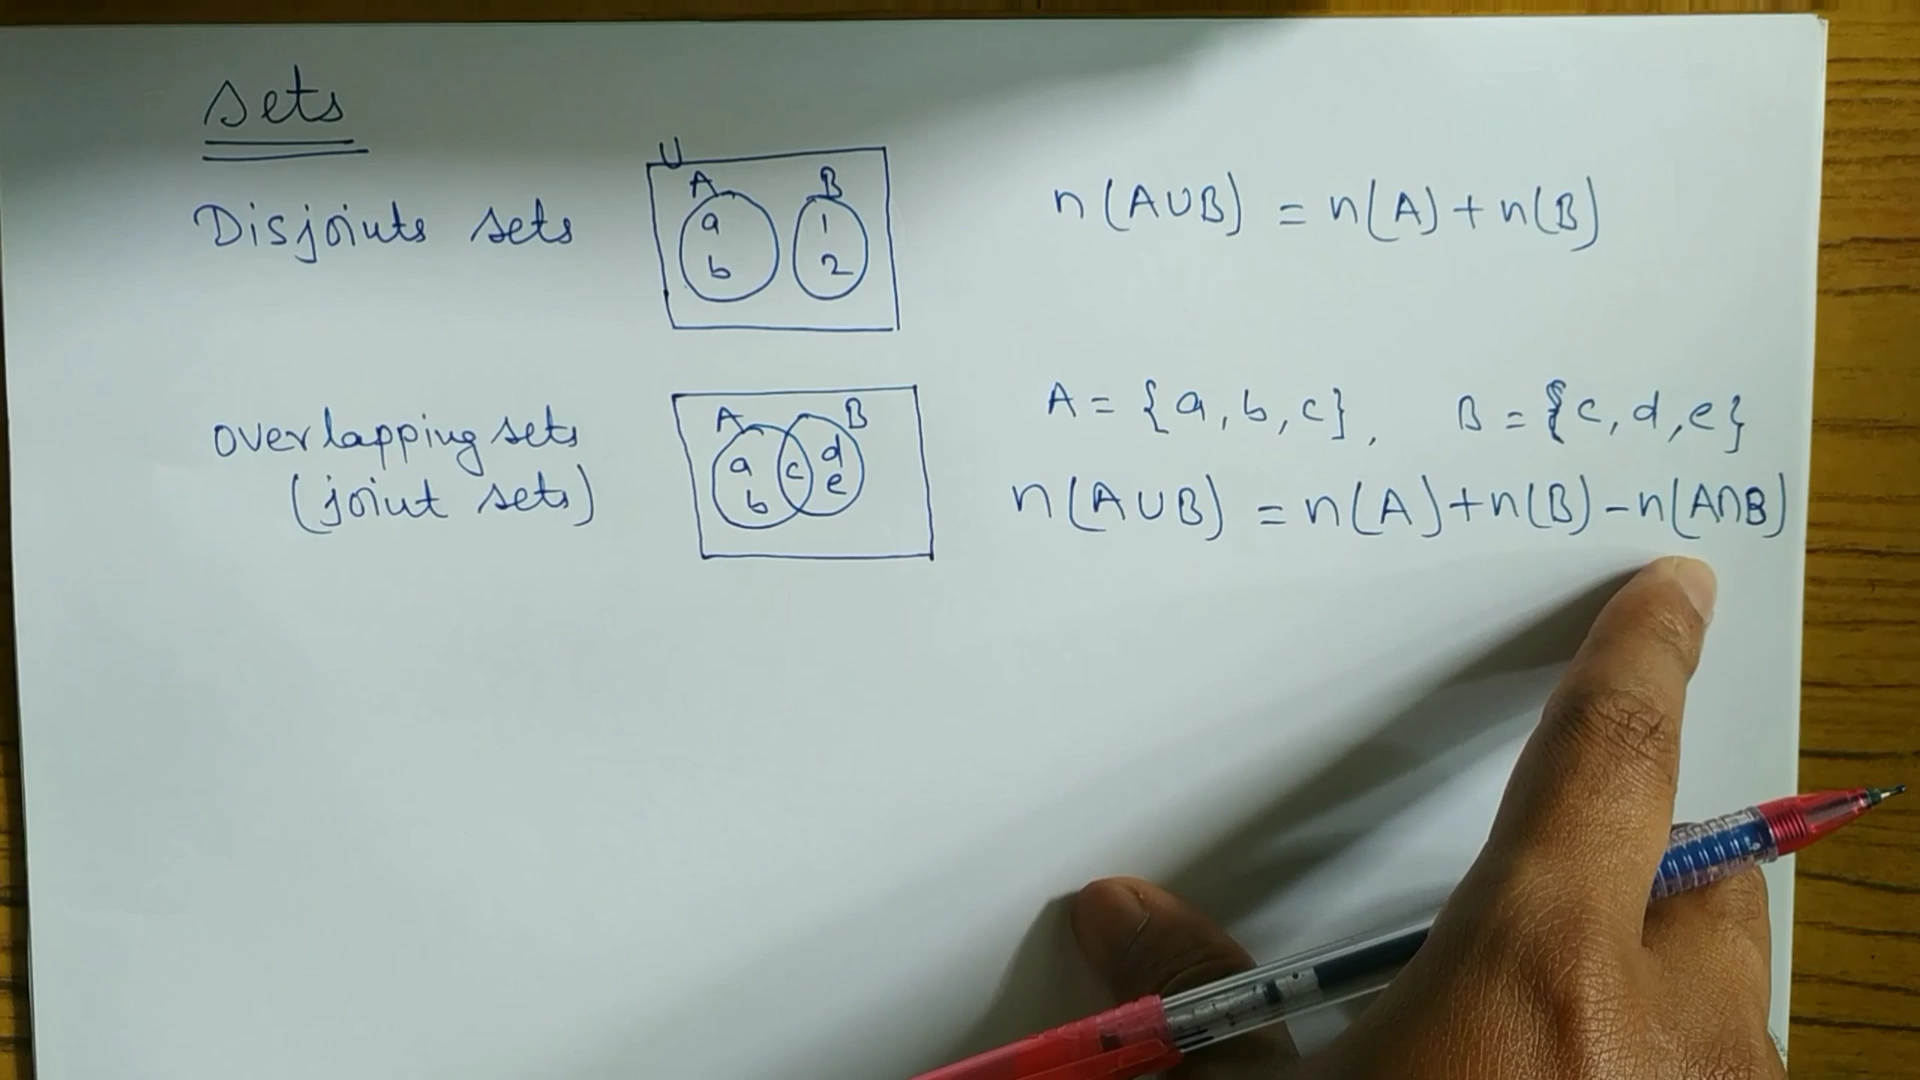 Sets
Disjoints sets
U
A B
a 1
b 2
n(A∪B) = n(A)+n(B)
overlapping sets
(joint sets)
A B
a c d
b e
A = {a, b, c}, B = {c, d, e}
n(A∪B) = n(A)+n(B)-n(A∩B)